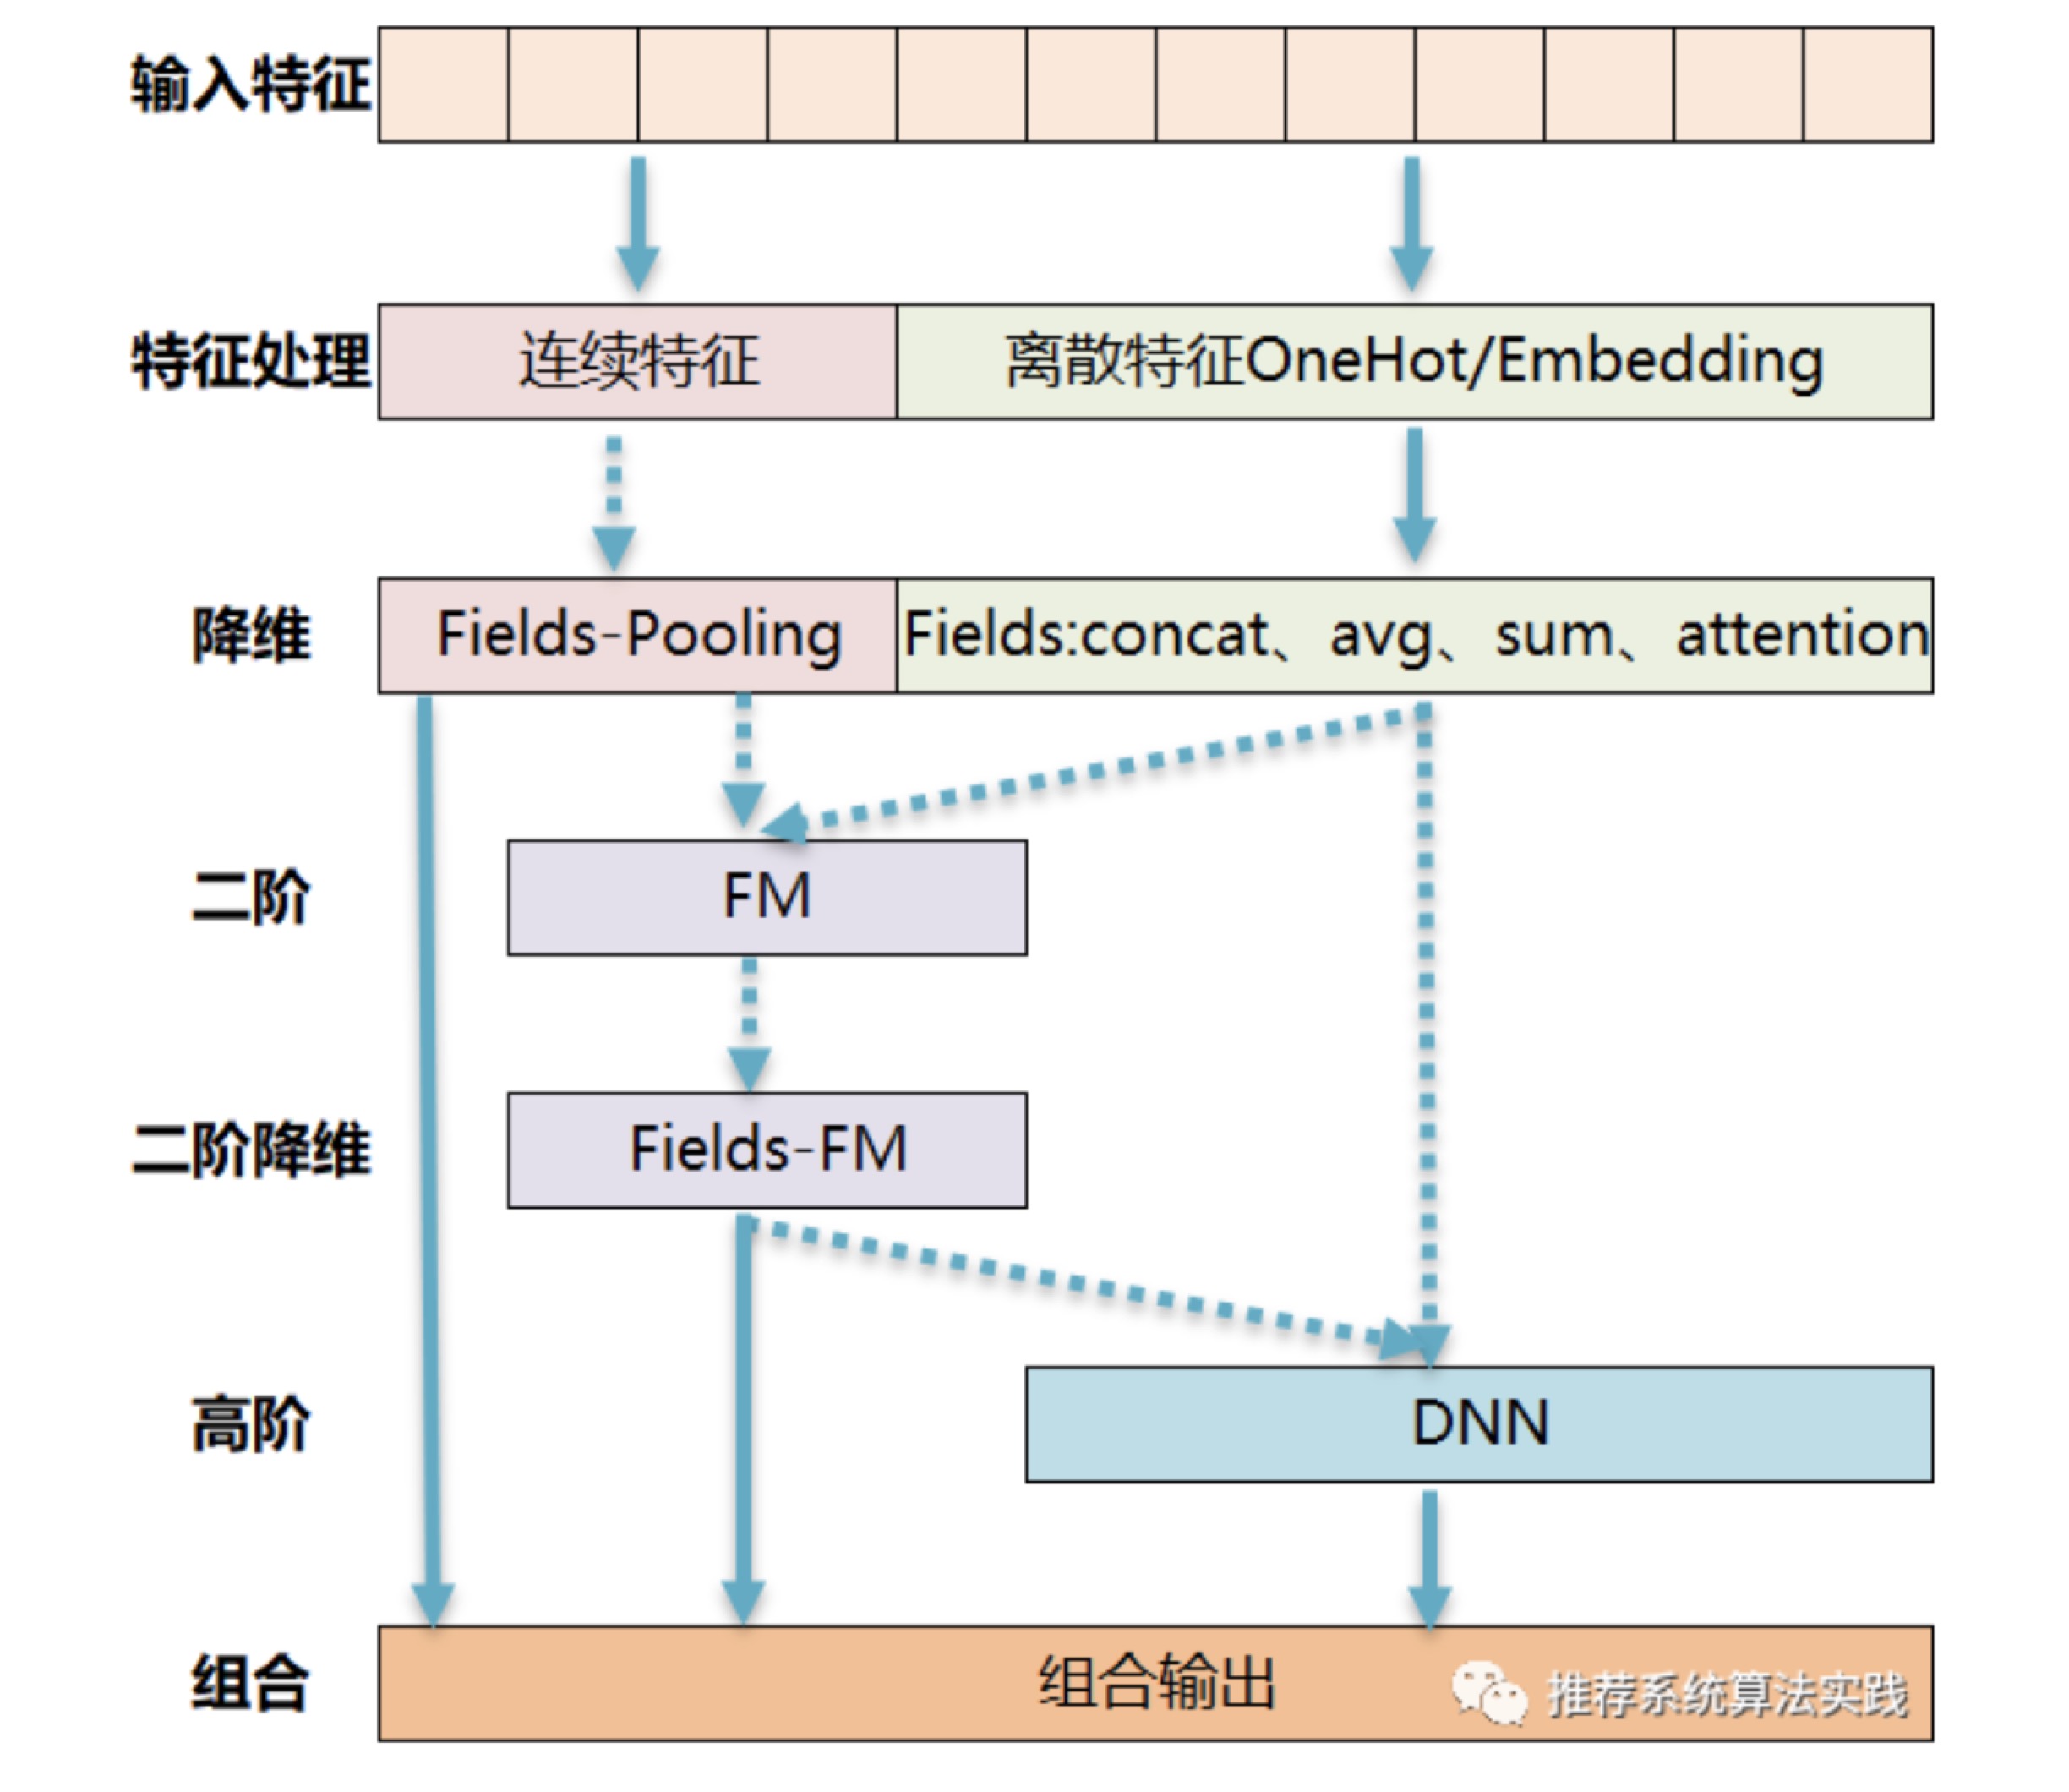 输入特征
特征处理
连续特征
离散特征OneHot/Embedding
降维
Fields-Pooling
Fields:concat、avg、sum、attention
二阶
FM
二阶降维
Fields-FM
高阶
DNN
组合
组合输出
推荐系统算法实践